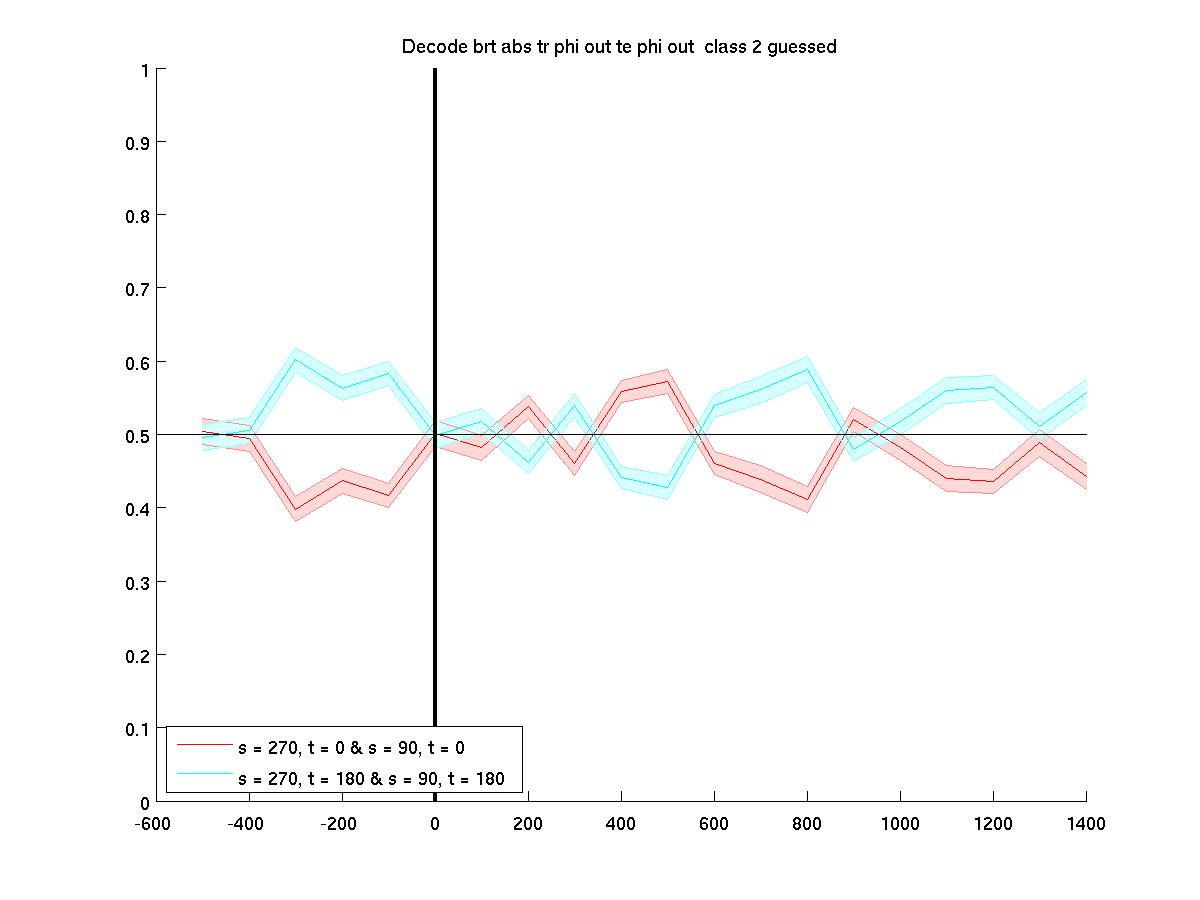 Decode brt abs tr phi out te phi out  class 2 guessed
1
0.9
0.8
0.7
0.6
0.5
0.4
0.3
0.2
0.1
0
s = 270, t = 0 & s = 90, t = 0
s = 270, t = 180 & s = 90, t = 180
-600 -400 -200 0 200 400 600 800 1000 1200 1400